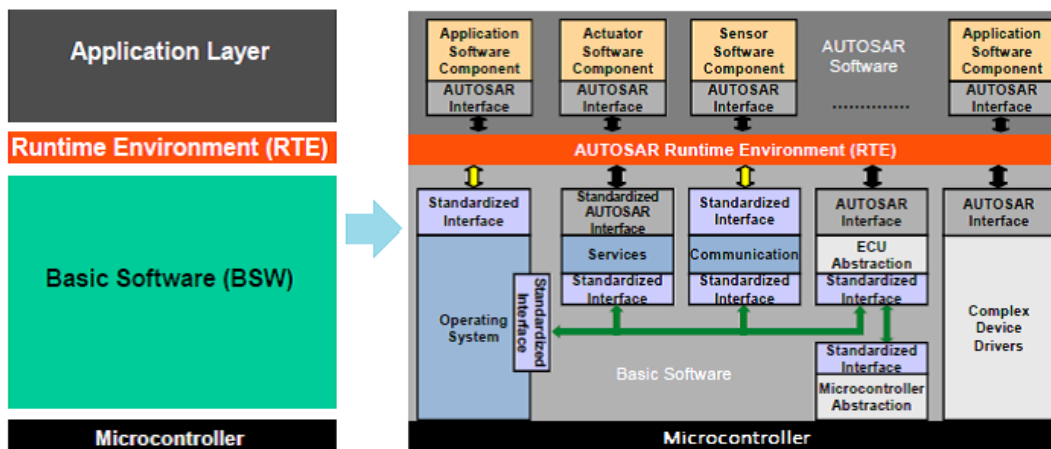 Application Layer
Runtime Environment (RTE)
Basic Software (BSW)
Microcontroller
Application
Software
Component
AUTOSAR
Interface
Actuator
Software
Component
AUTOSAR
Interface
Sensor
Software
Component
AUTOSAR
Interface
AUTOSAR
Software
..............
Application
Software
Component
AUTOSAR
Interface
AUTOSAR Runtime Environment (RTE)
Standardized
Interface
Operating
System
Standardized
Interface
Standardized
AUTOSAR
Interface
Services
Standardized
Interface
Standardized
Interface
Communication
Standardized
Interface
AUTOSAR
Interface
ECU
Abstraction
Standardized
Interface
Standardized
Interface
Microcontroller
Abstraction
AUTOSAR
Interface
Complex
Device
Drivers
Basic Software
Microcontroller